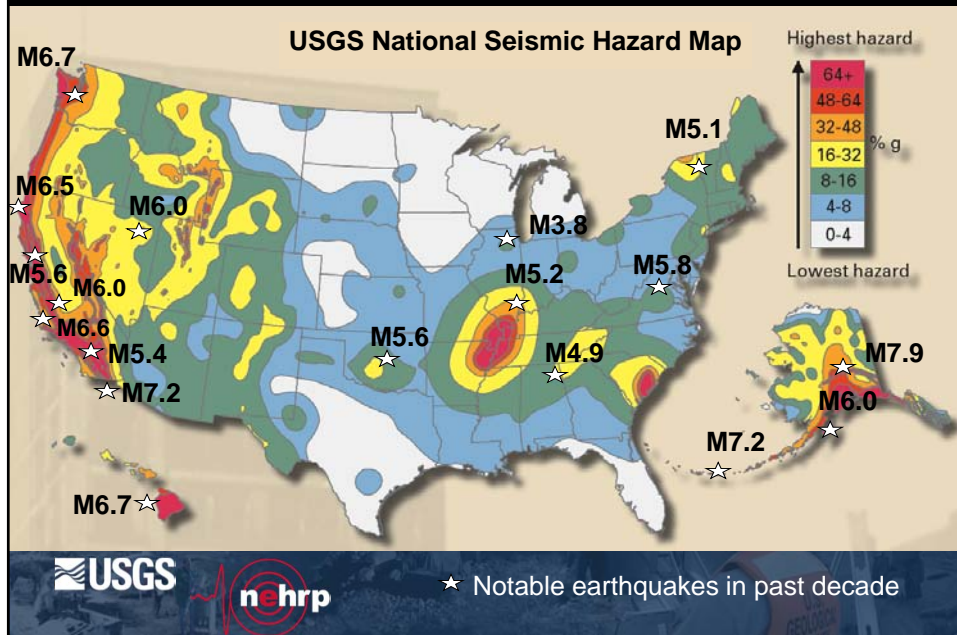 USGS National Seismic Hazard Map
Highest hazard
64+
48-64
32-48
% g
16-32
8-16
4-8
0-4
Lowest hazard
M6.7
M5.1
M6.5
M6.0
M3.8
M5.6
M6.0
M5.2
M5.8
M6.6
M5.6
M5.4
M4.9
M7.9
M7.2
M6.0
M7.2
M6.7
USGS
nehrp
Notable earthquakes in past decade
U.S.
GEOLOGICAL